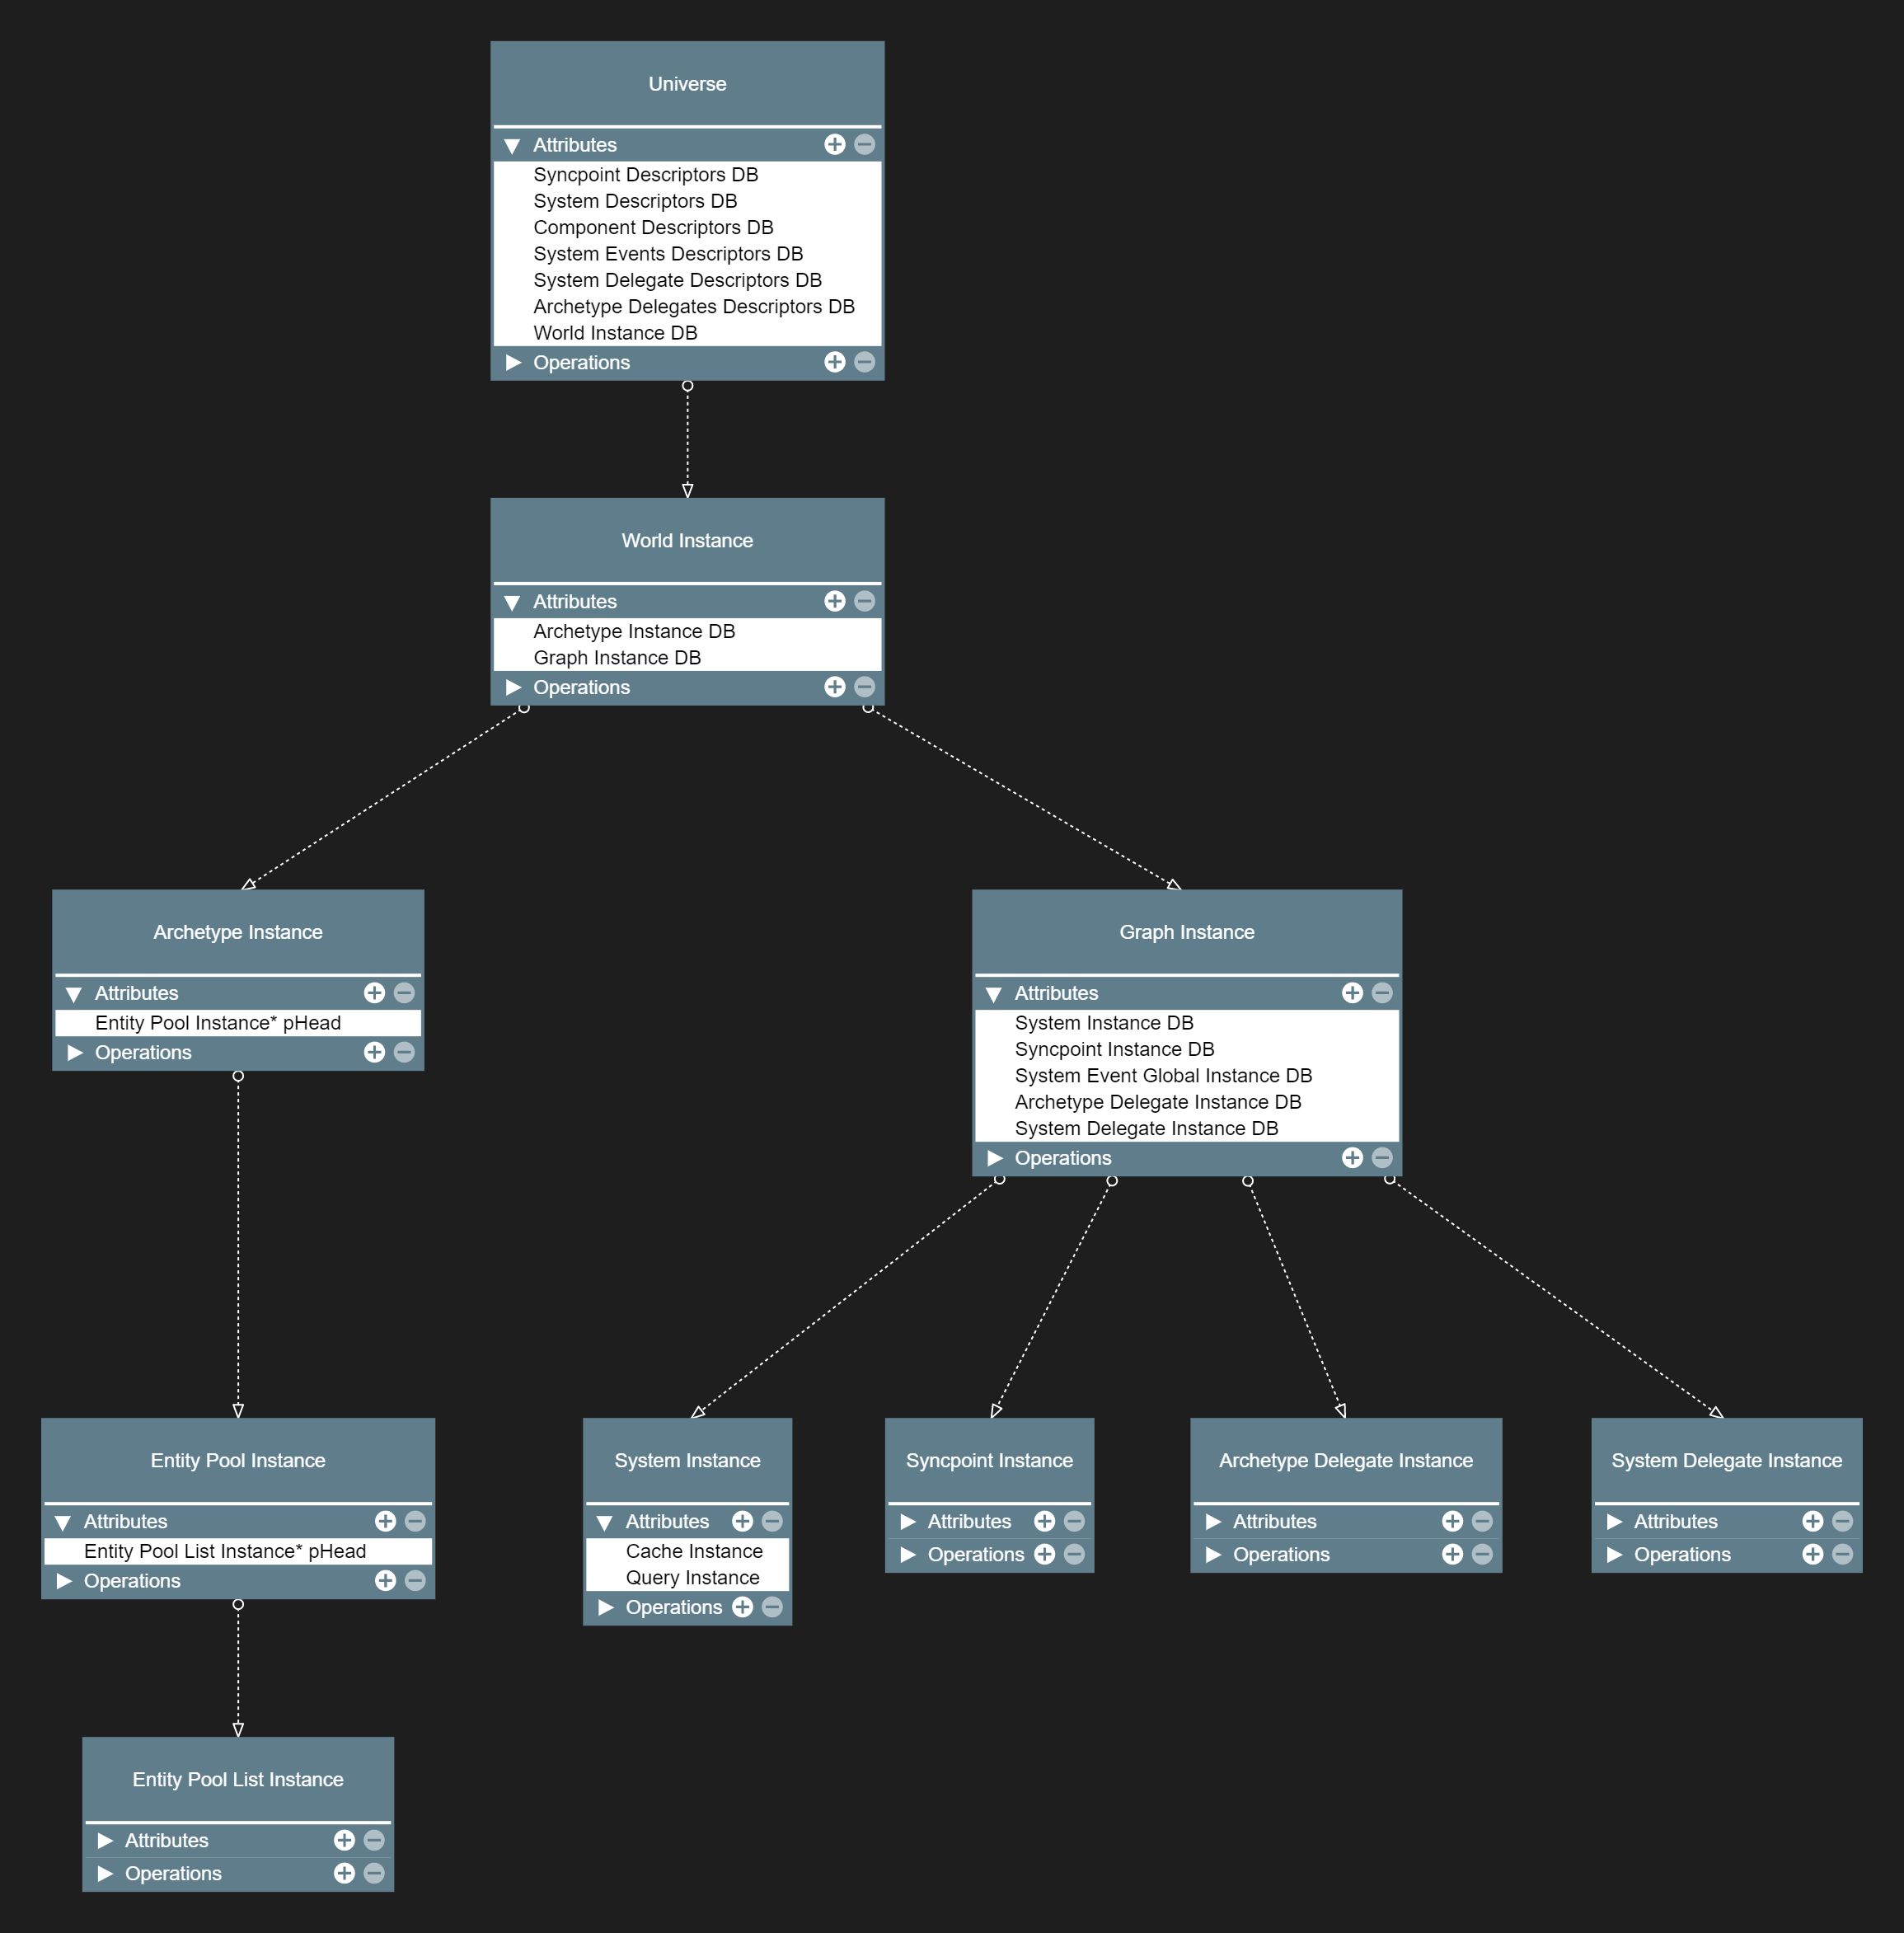 Universe
Attributes
Syncpoint Descriptors DB
System Descriptors DB
Component Descriptors DB
System Events Descriptors DB
System Delegate Descriptors DB
Archetype Delegates Descriptors DB
World Instance DB
Operations
World Instance
Attributes
Archetype Instance DB
Graph Instance DB
Operations
Archetype Instance
Attributes
Entity Pool Instance* pHead
Operations
Graph Instance
Attributes
System Instance DB
Syncpoint Instance DB
System Event Global Instance DB
Archetype Delegate Instance DB
System Delegate Instance DB
Operations
Entity Pool Instance
Attributes
Entity Pool List Instance* pHead
Operations
System Instance
Attributes
Cache Instance
Query Instance
Operations
Syncpoint Instance
Attributes
Operations
Archetype Delegate Instance
Attributes
Operations
System Delegate Instance
Attributes
Operations
Entity Pool List Instance
Attributes
Operations